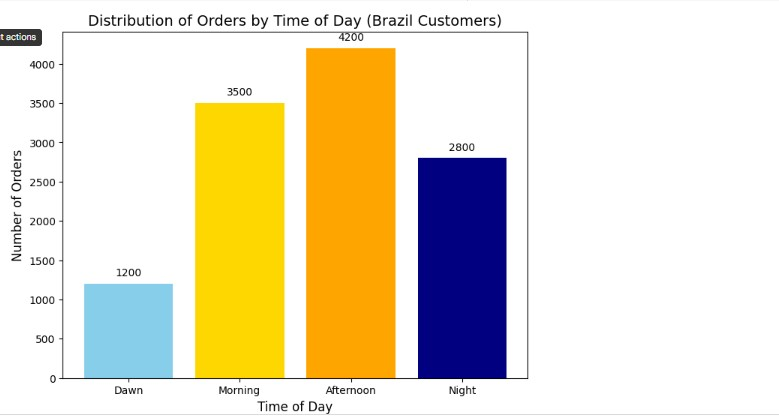 Distribution of Orders by Time of Day (Brazil Customers)
t actions
4200
4000
3500
3500
3000
2800
2500
2000
1500
1200
1000
500
0
Number of Orders
Dawn Morning Afternoon Night
Time of Day